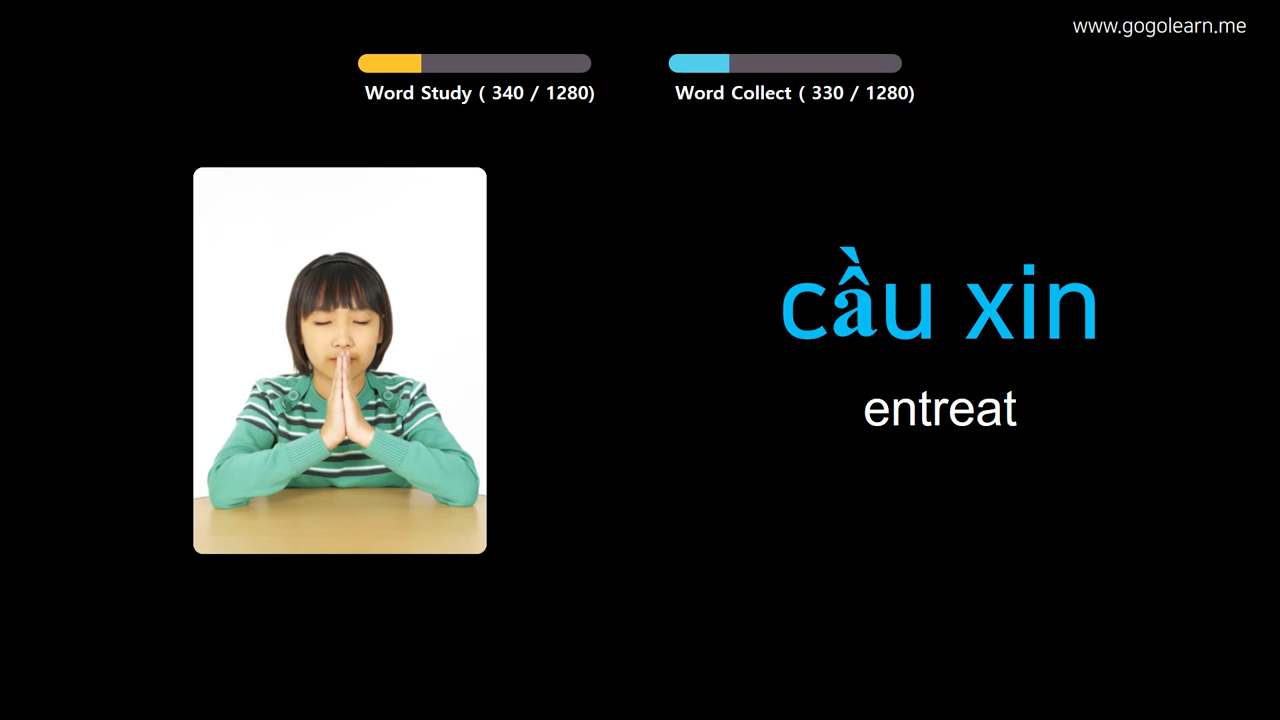 www.gogolearn.me
Word Study ( 340 / 1280)
Word Collect ( 330 / 1280)
cầu xin
entreat